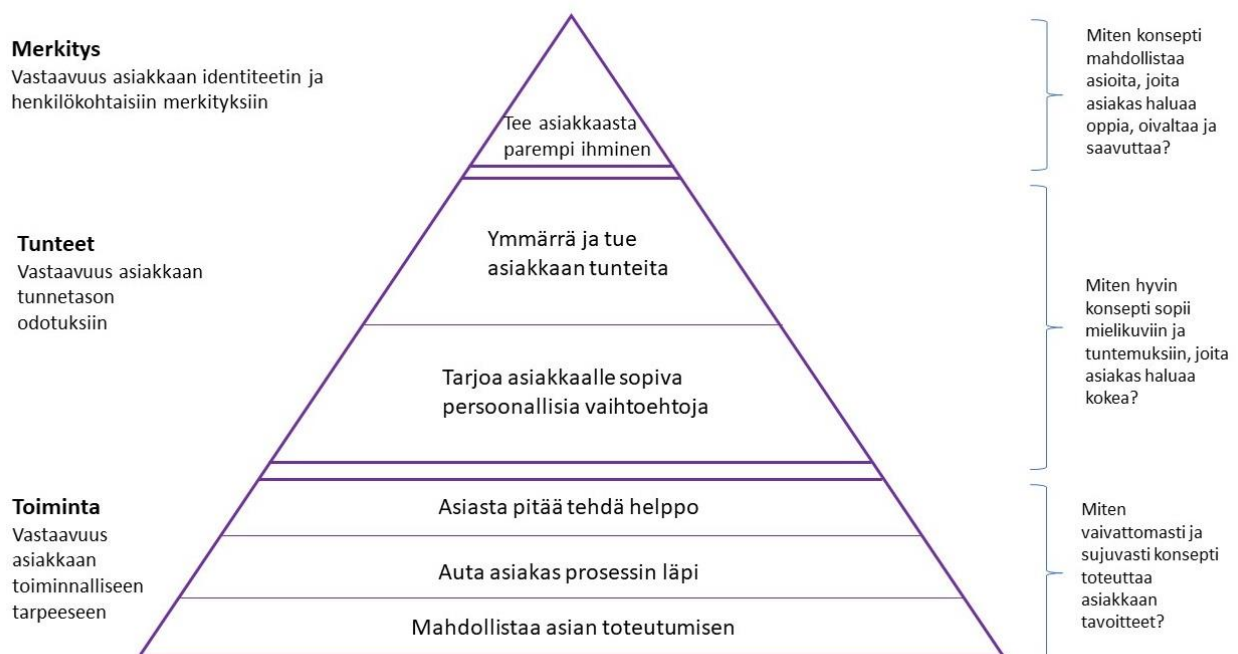 Merkitys
Vastaavuus asiakkaan identiteetin ja
henkilökohtaisiin merkityksiin
Tee asiakkaasta
parempi ihminen
Miten konsepti
mahdollistaa
asioita, joita
asiakas haluaa
oppia, oivaltaa ja
saavuttaa?
Tunteet
Vastaavuus asiakkaan
tunnetason
odotuksiin
Ymmärrä ja tue
asiakkaan tunteita
Tarjoa asiakkaalle sopiva
persoonallisia vaihtoehtoja
Miten hyvin
konsepti sopii
mielikuviin ja
tuntemuksiin, joita
asiakas haluaa
kokea?
Toiminta
Vastaavuus
asiakkaan
toiminnalliseen
tarpeeseen
Asiasta pitää tehdä helppo
Auta asiakas prosessin läpi
Mahdollistaa asian toteutumisen
Miten
vaivattomasti ja
sujuvasti konsepti
toteuttaa
asiakkaan
tavoitteet?